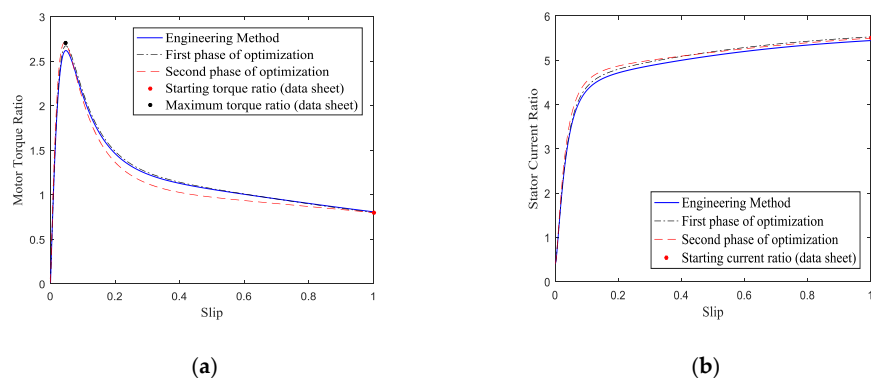 3
2.5
2
1.5
1
0.5
0
Motor Torque Ratio
Engineering Method
First phase of optimization
Second phase of optimization
Starting torque ratio (data sheet)
Maximum torque ratio (data sheet)
0 0.2 0.4 0.6 0.8 1
Slip
(a)
6
5
4
3
2
1
0
Stator Current Ratio
Engineering Method
First phase of optimization
Second phase of optimization
Starting current ratio (data sheet)
0 0.2 0.4 0.6 0.8 1
Slip
(b)